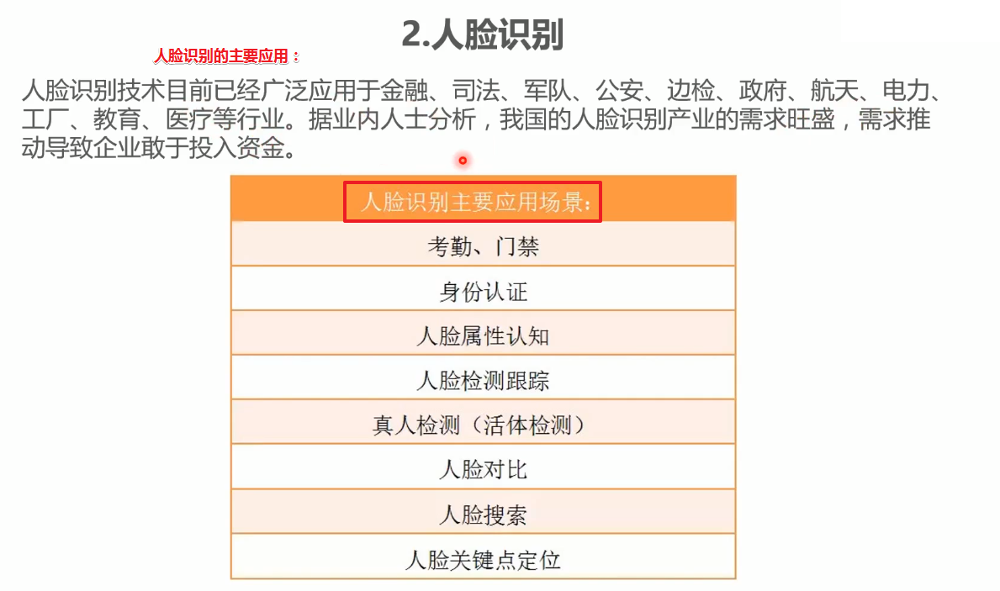 2.人脸识别
人脸识别的主要应用：
人脸识别技术目前已经广泛应用于金融、司法、军队、公安、边检、政府、航天、电力、
工厂、教育、医疗等行业。据业内人士分析，我国的人脸识别产业的需求旺盛，需求推
动导致企业敢于投入资金。
人脸识别主要应用场景：
考勤、门禁
身份认证
人脸属性认知
人脸检测跟踪
真人检测（活体检测）
人脸对比
人脸搜索
人脸关键点定位